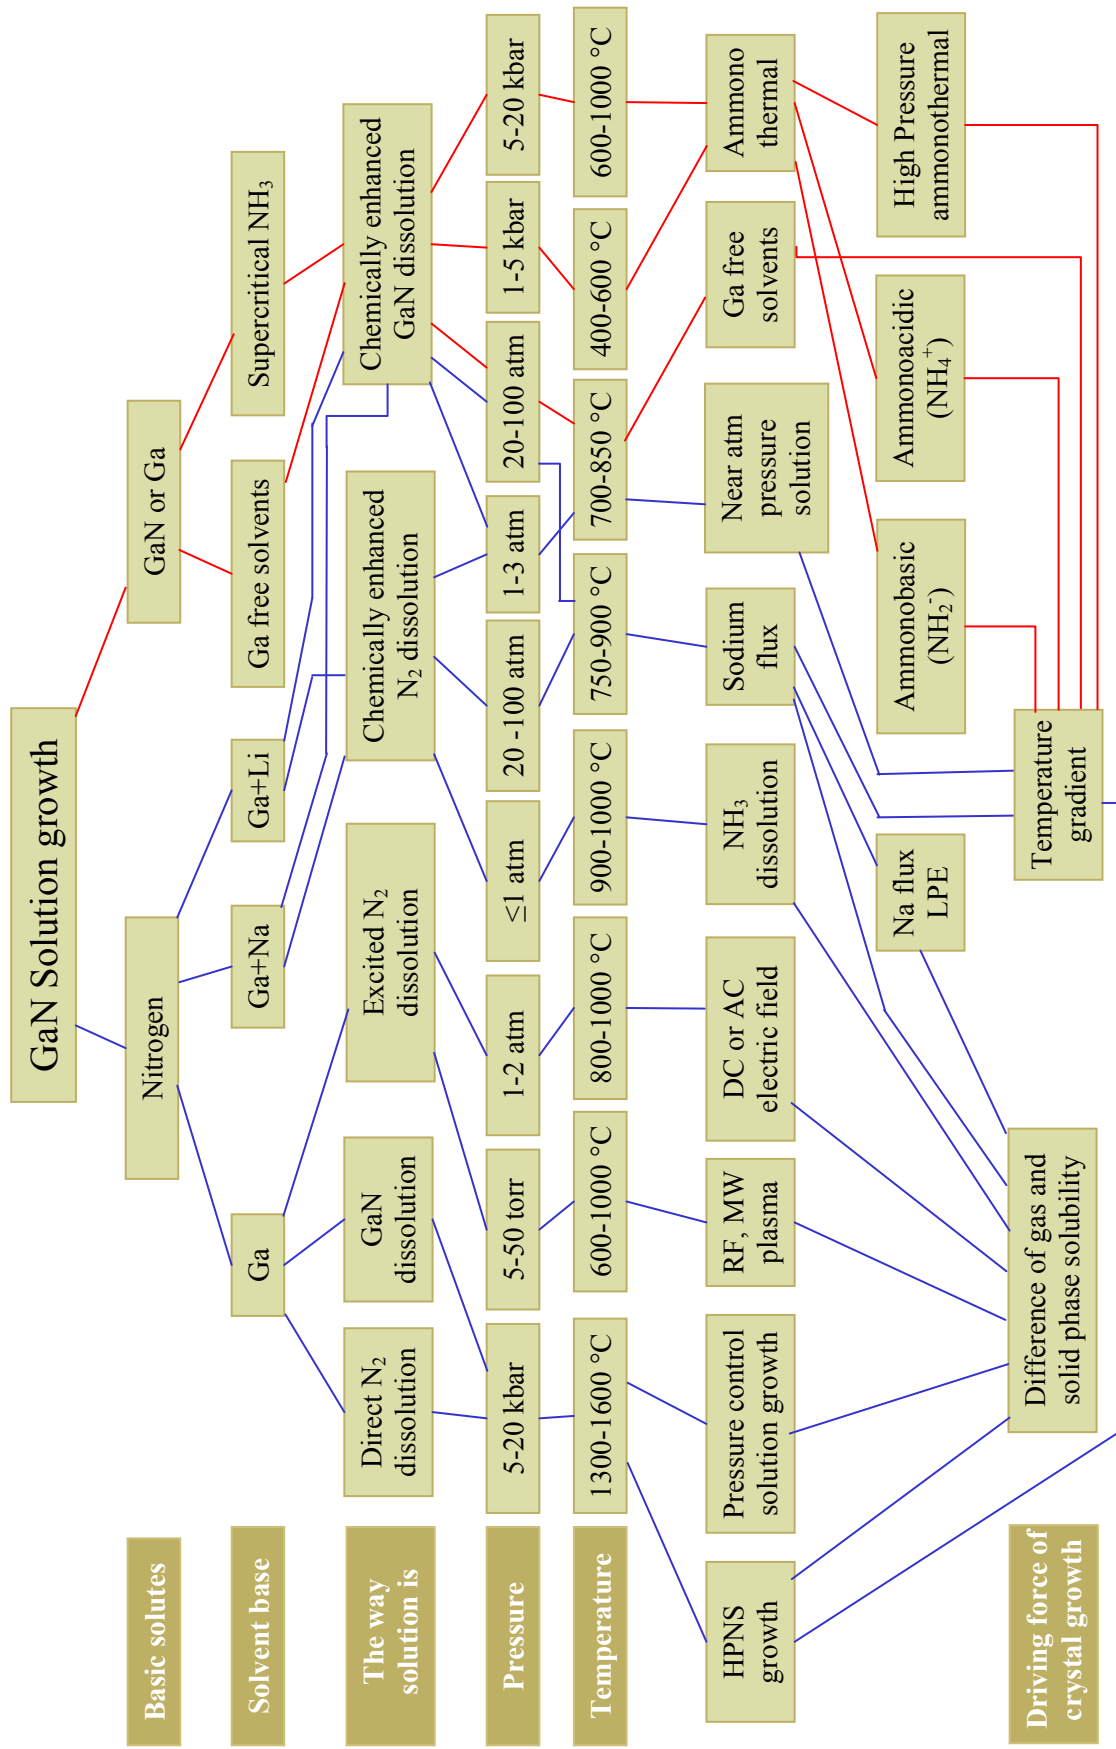 GaN Solution growth
Basic solutes
Nitrogen
GaN or Ga
Solvent base
Ga
Ga+Na
Ga+Li
Ga free solvents
Supercritical NH₃
The way
solution is
Direct N₂
dissolution
GaN
dissolution
Excited N₂
dissolution
Chemically enhanced
N₂ dissolution
Chemically enhanced
GaN dissolution
Pressure
5-20 kbar
5-50 torr
1-2 atm
≤1 atm
20 -100 atm
1-3 atm
20-100 atm
1-5 kbar
5-20 kbar
Temperature
1300-1600 °C
600-1000 °C
800-1000 °C
900-1000 °C
750-900 °C
700-850 °C
400-600 °C
600-1000 °C
HPNS
growth
Pressure control
solution growth
RF, MW
plasma
DC or AC
electric field
NH₃
dissolution
Sodium
flux
Near atm
pressure
solution
Ga free
solvents
Ammono
thermal
Na flux
LPE
Ammonobasic
(NH₂⁻)
Ammonoacidic
(NH₄⁺)
High Pressure
ammonothermal
Driving force of
crystal growth
Difference of gas and
solid phase solubility
Temperature
gradient